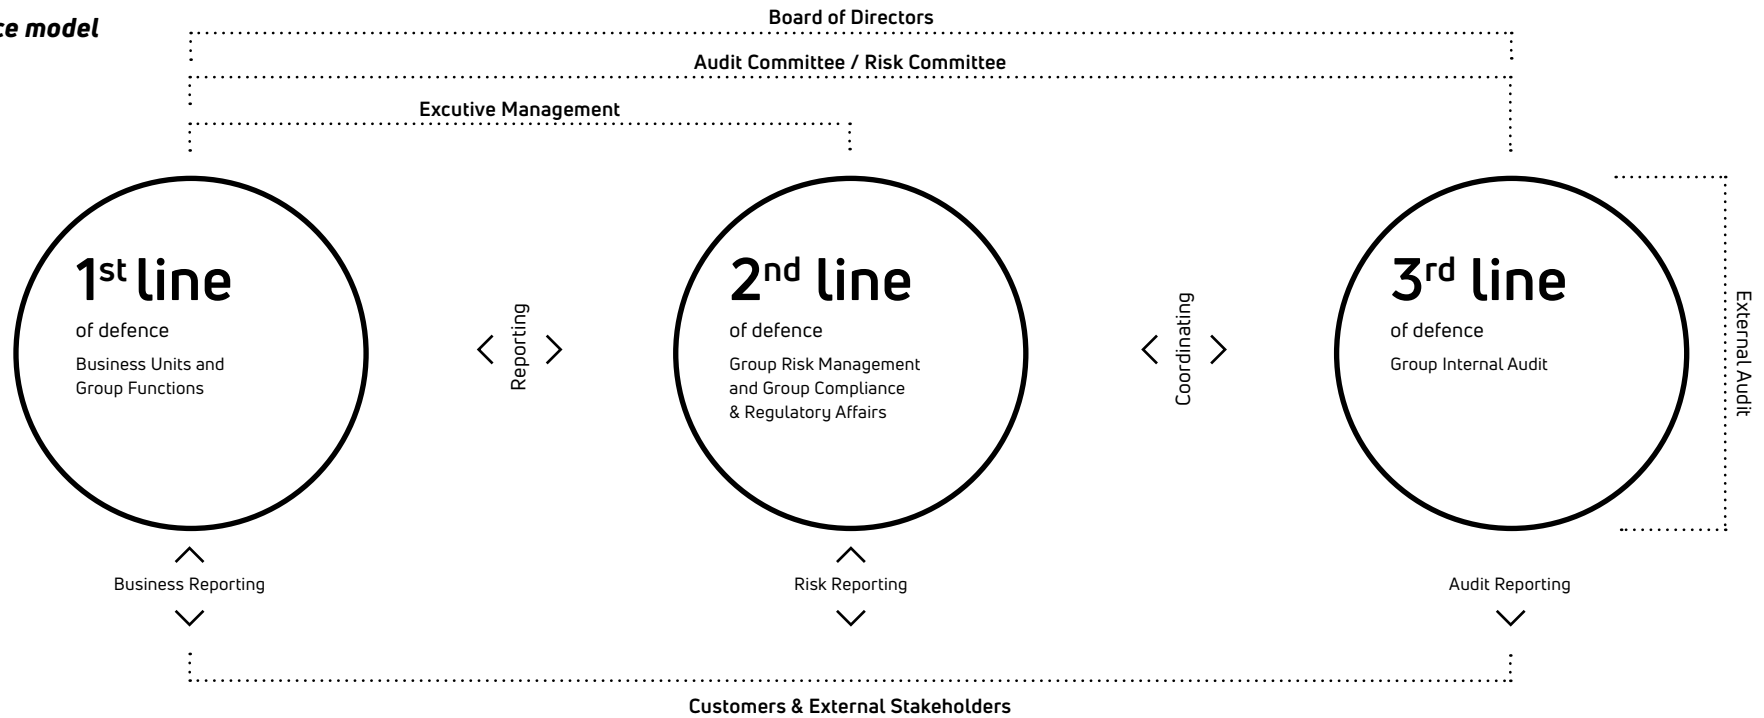 ce model
Board of Directors
Audit Committee / Risk Committee
Excutive Management
1st line
of defence
Business Units and
Group Functions
Reporting
2nd line
of defence
Group Risk Management
and Group Compliance
& Regulatory Affairs
Coordinating
3rd line
of defence
Group Internal Audit
External Audit
Business Reporting
Risk Reporting
Audit Reporting
Customers & External Stakeholders